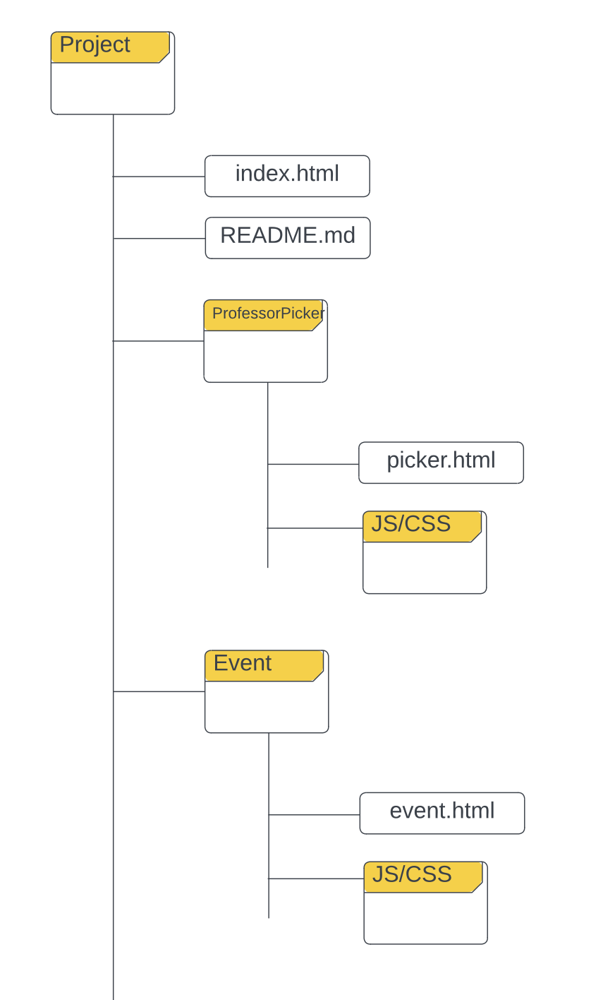 Project
index.html
README.md
ProfessorPicker
picker.html
JS/CSS
Event
event.html
JS/CSS